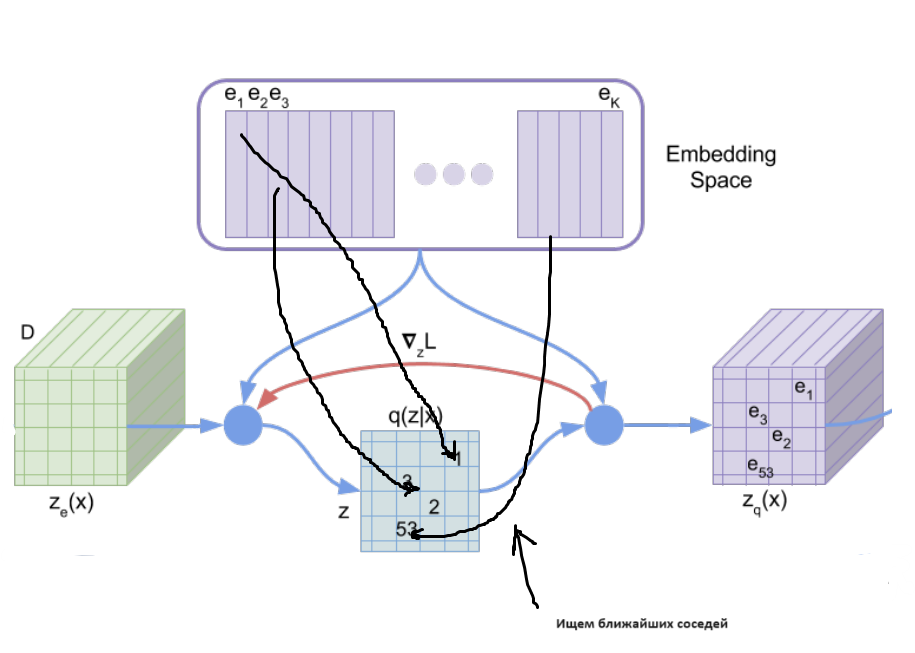 e1 e2 e3 eK
Embedding
Space
D
∇zL
q(z|x)
1
3
2
53
z
ze(x)
e1
e3
e2
e53
zq(x)
Ищем ближайших соседей